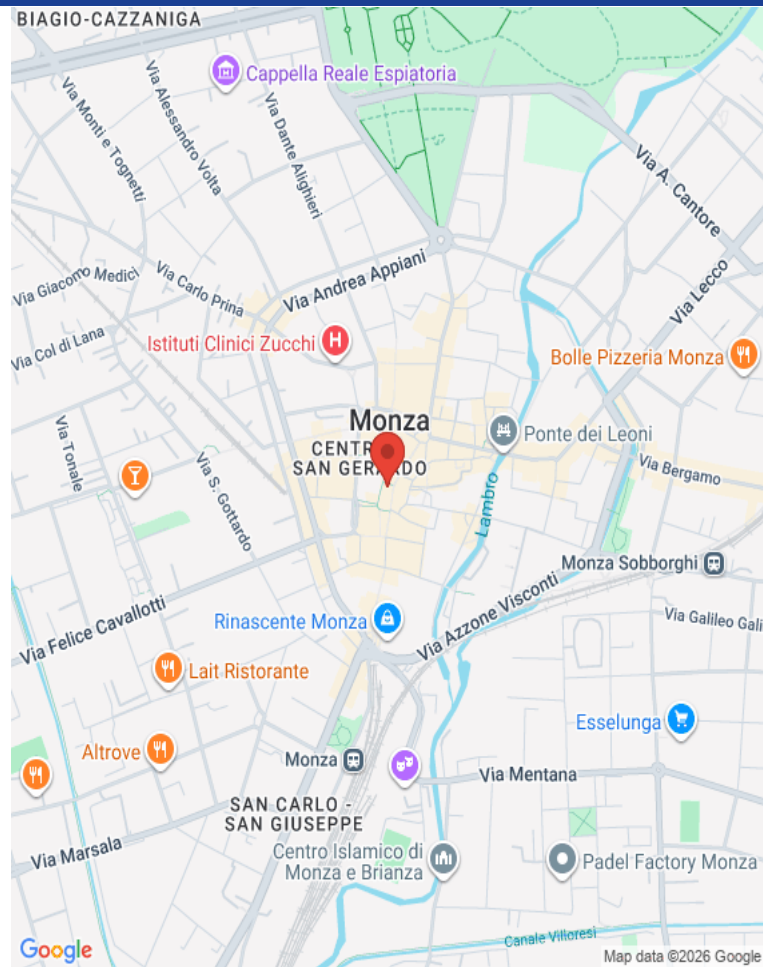 BIAGIO-CAZZANIGA
Cappella Reale Espiatoria
Via Monti e Tognetti
Via Alessandro Volta
Via Dante Alighieri
Via A. Cantore
Via Giacomo Medici
Via Carlo Prina
Via Andrea Appiani
Via Lecco
Via Col di Lana
Istituti Clinici Zucchi
H
Bolle Pizzeria Monza
Monza
Ponte dei Leoni
SAN GERARDO
Via Tonale
Via S. Gottardo
Via Bergamo
Lambro
Monza Sobborghi
Via Felice Cavallotti
Rinascente Monza
Via Azzone Visconti
Via Galileo Gali
Lait Ristorante
Esselunga
Altrove
Monza
Via Mentana
SAN CARLO -
SAN GIUSEPPE
Via Marsala
Centro Islamico di
Monza e Brianza
Padel Factory Monza
Canale Villoresi
Google
Map data ©2026 Google